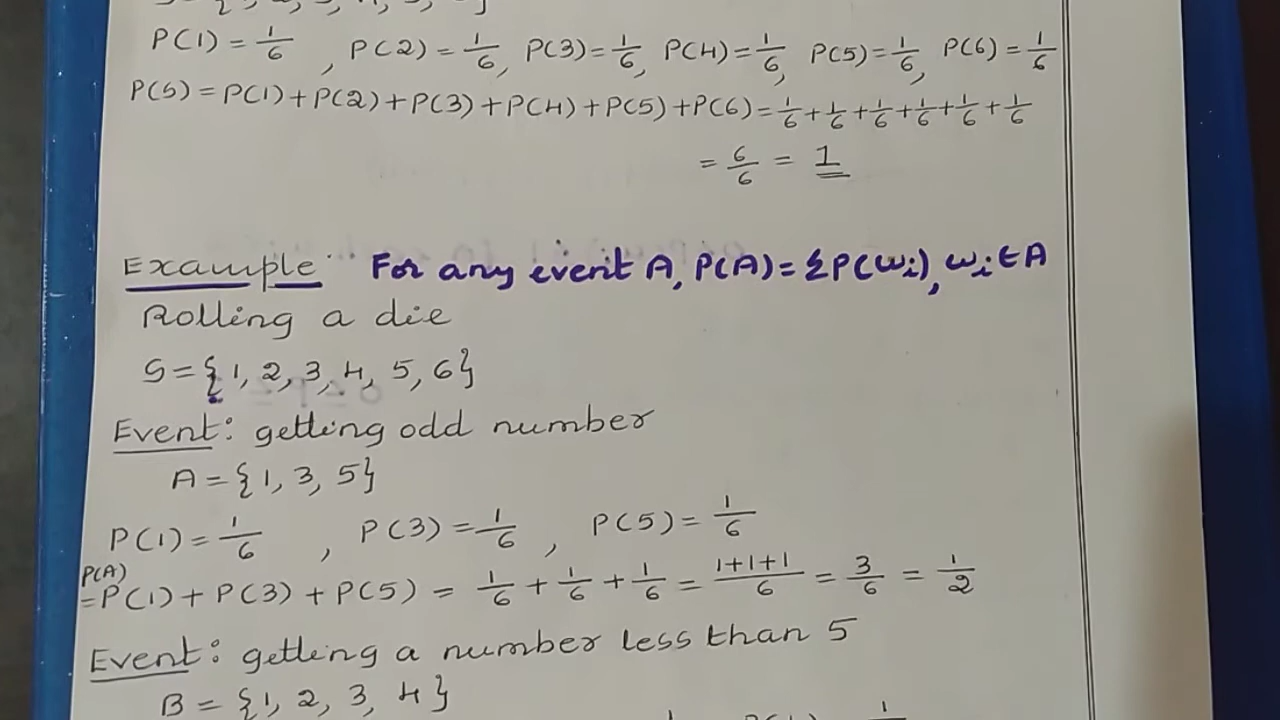 P(1) = 1/6 , P(2) = 1/6, P(3) = 1/6, P(4) = 1/6, P(5) = 1/6, P(6) = 1/6
P(S) = P(1) + P(2) + P(3) + P(4) + P(5) + P(6) = 1/6 + 1/6 + 1/6 + 1/6 + 1/6 + 1/6
= 6/6 = 1
Example: For any event A, P(A) = ΣP(ωi), ωi ∈ A
Rolling a die
S = {1, 2, 3, 4, 5, 6}
Event: getting odd number
A = {1, 3, 5}
P(1) = 1/6 , P(3) = 1/6 , P(5) = 1/6
P(A)
= P(1) + P(3) + P(5) = 1/6 + 1/6 + 1/6 = 1+1+1/6 = 3/6 = 1/2
Event: getting a number less than 5
B = {1, 2, 3, 4}